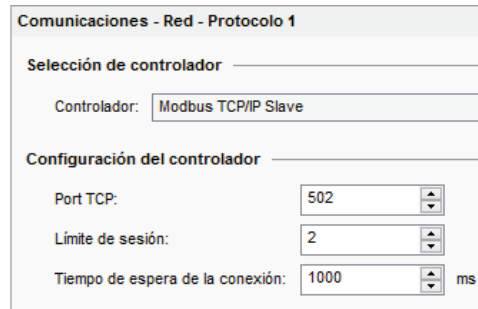 Comunicaciones - Red - Protocolo 1
Selección de controlador
Controlador: Modbus TCP/IP Slave
Configuración del controlador
Port TCP: 502
Límite de sesión: 2
Tiempo de espera de la conexión: 1000 ms